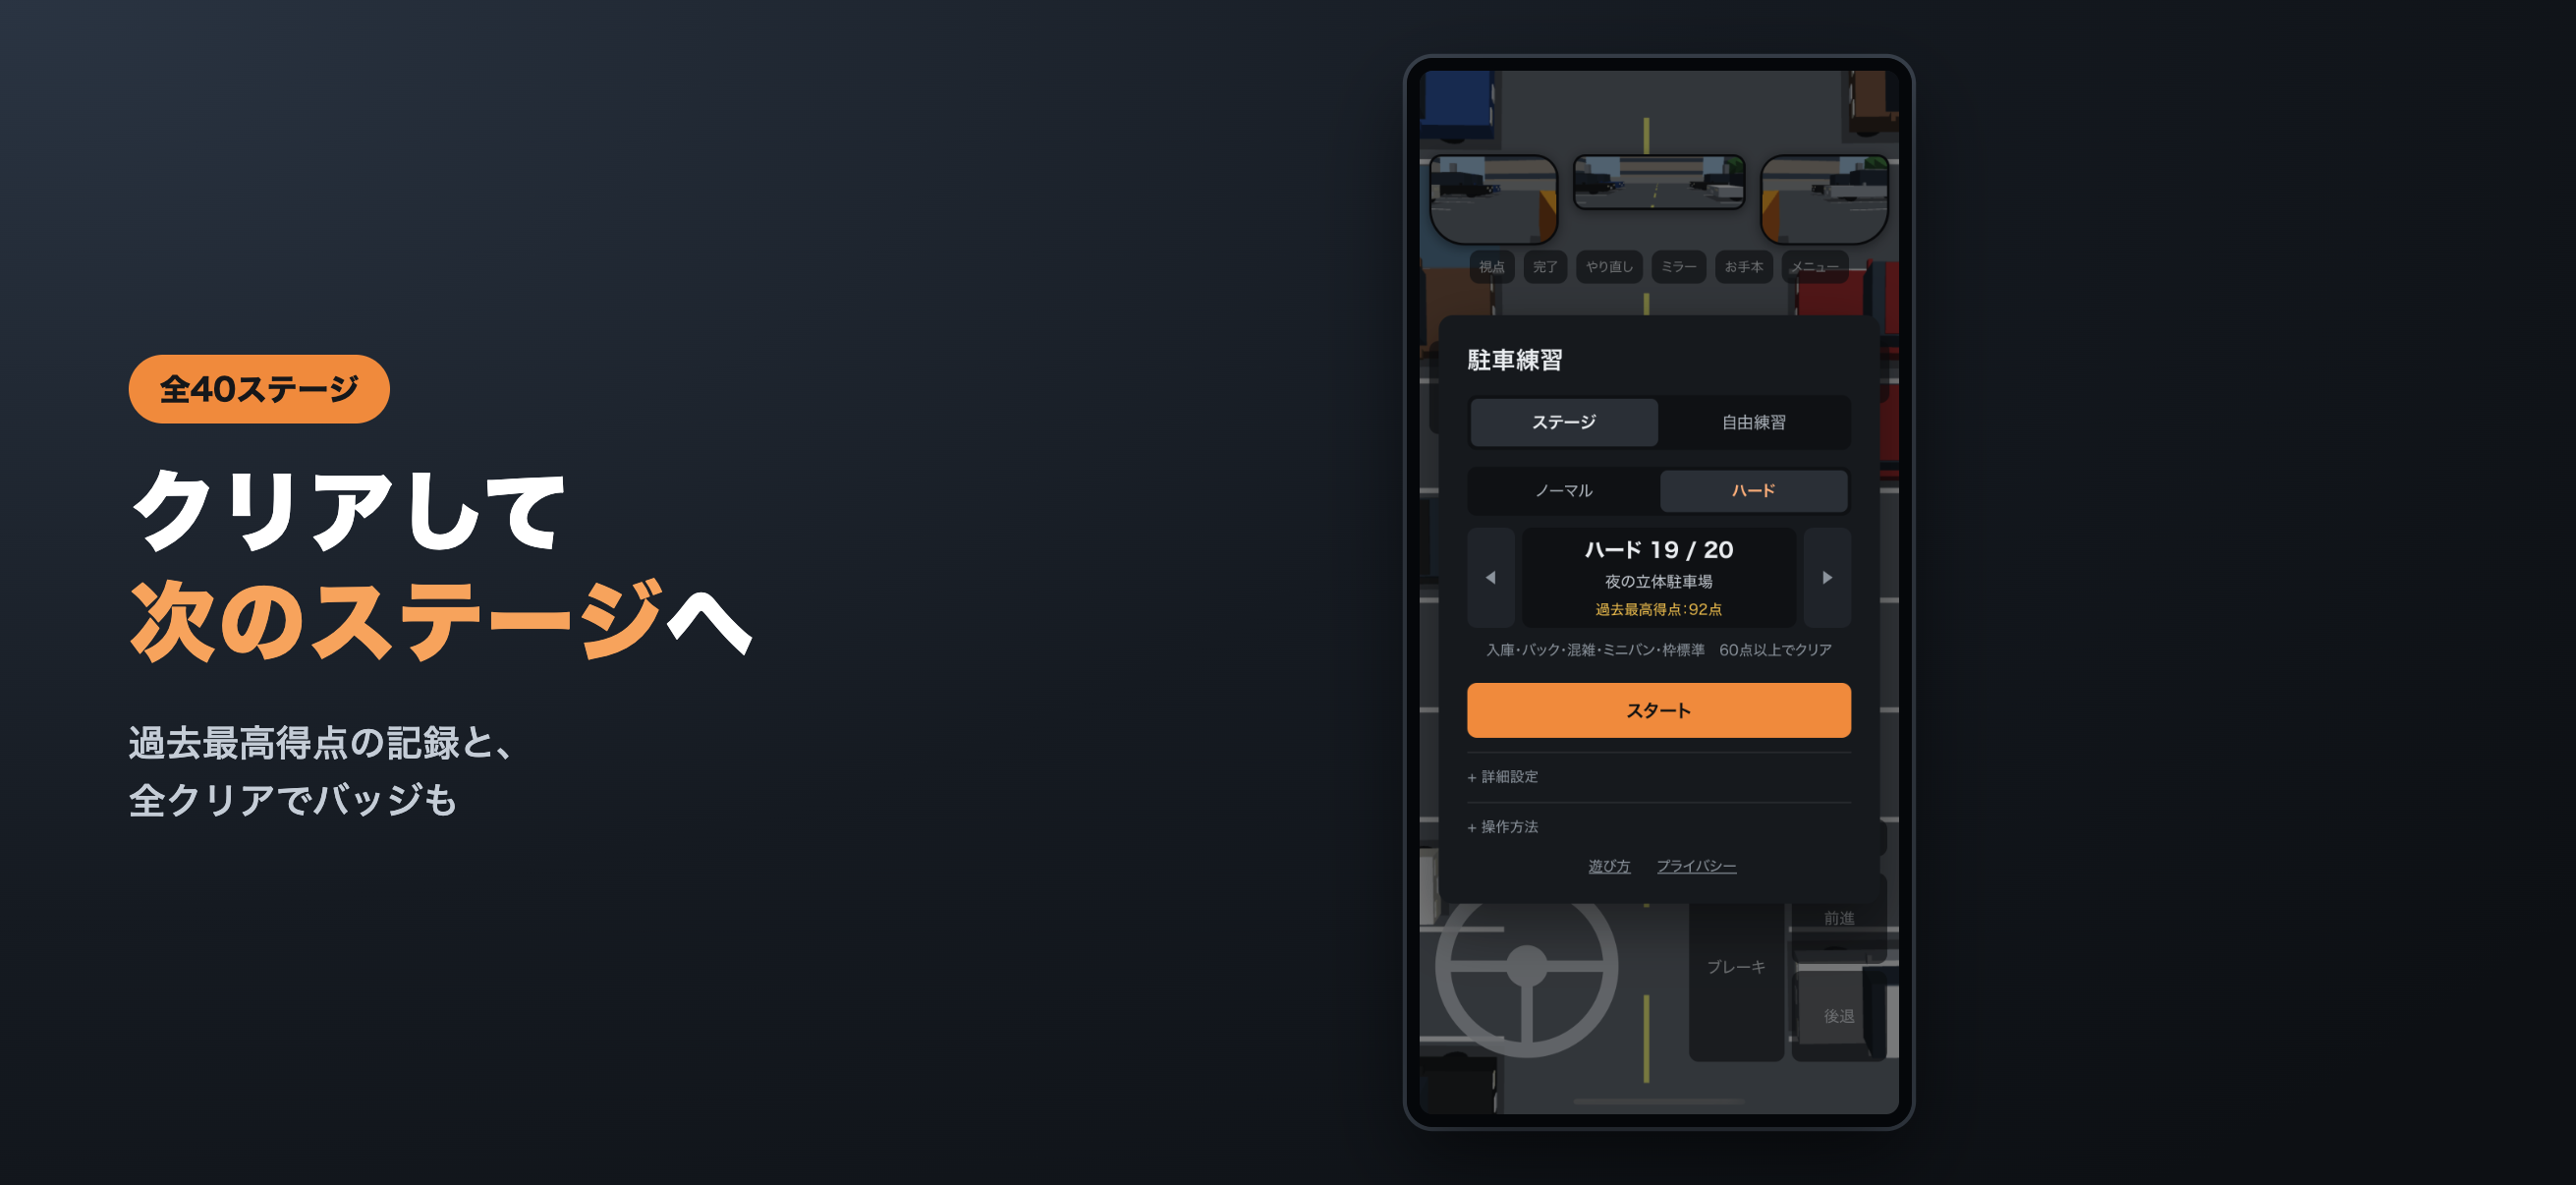 全40ステージ
クリアして
次のステージへ
過去最高得点の記録と、
全クリアでバッジも
視点 完了 やり直し ミラー お手本 メニュー
駐車練習
ステージ 自由練習
ノーマル ハード
◀ ハード 19 / 20 ▶
夜の立体駐車場
過去最高得点：92点
入庫・バック・混雑・ミニバン・枠標準　60点以上でクリア
スタート
+ 詳細設定
+ 操作方法
遊び方 プライバシー
前進
ブレーキ
後退